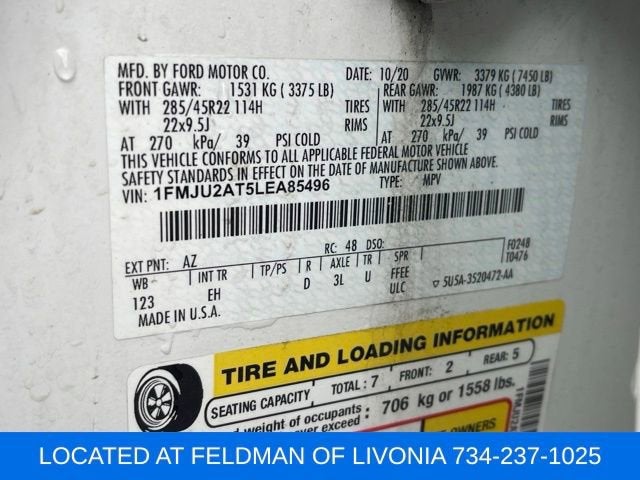 MFD. BY FORD MOTOR CO. DATE: 10/20 GVWR: 3379 KG ( 7450 LB)
FRONT GAWR: 1531 KG ( 3375 LB) REAR GAWR: 1987 KG ( 4380 LB)
WITH 285/45R22 114H TIRES WITH 285/45R22 114H TIRES
22x9.5J RIMS 22x9.5J RIMS
AT 270 kPa/ 39 PSI COLD AT 270 kPa/ 39 PSI COLD
THIS VEHICLE CONFORMS TO ALL APPLICABLE FEDERAL MOTOR VEHICLE
SAFETY STANDARDS IN EFFECT ON THE DATE OF MANUFACTURE SHOWN ABOVE.
VIN: 1FMJU2AT5LEA85496 TYPE: MPV
F0248
EXT PNT: AZ RC: 48 DSO: T0476
WB INT TR TP/PS R AXLE TR SPR
123 EH D 3L U FFEE
ULC ▽ 5U5A-3520472-AA
MADE IN U.S.A.
TIRE AND LOADING INFORMATION
SEATING CAPACITY TOTAL: 7 FRONT: 2 REAR: 5
weight of occupants
ever exceed : 706 kg or 1558 lbs.
LOCATED AT FELDMAN OF LIVONIA 734-237-1025